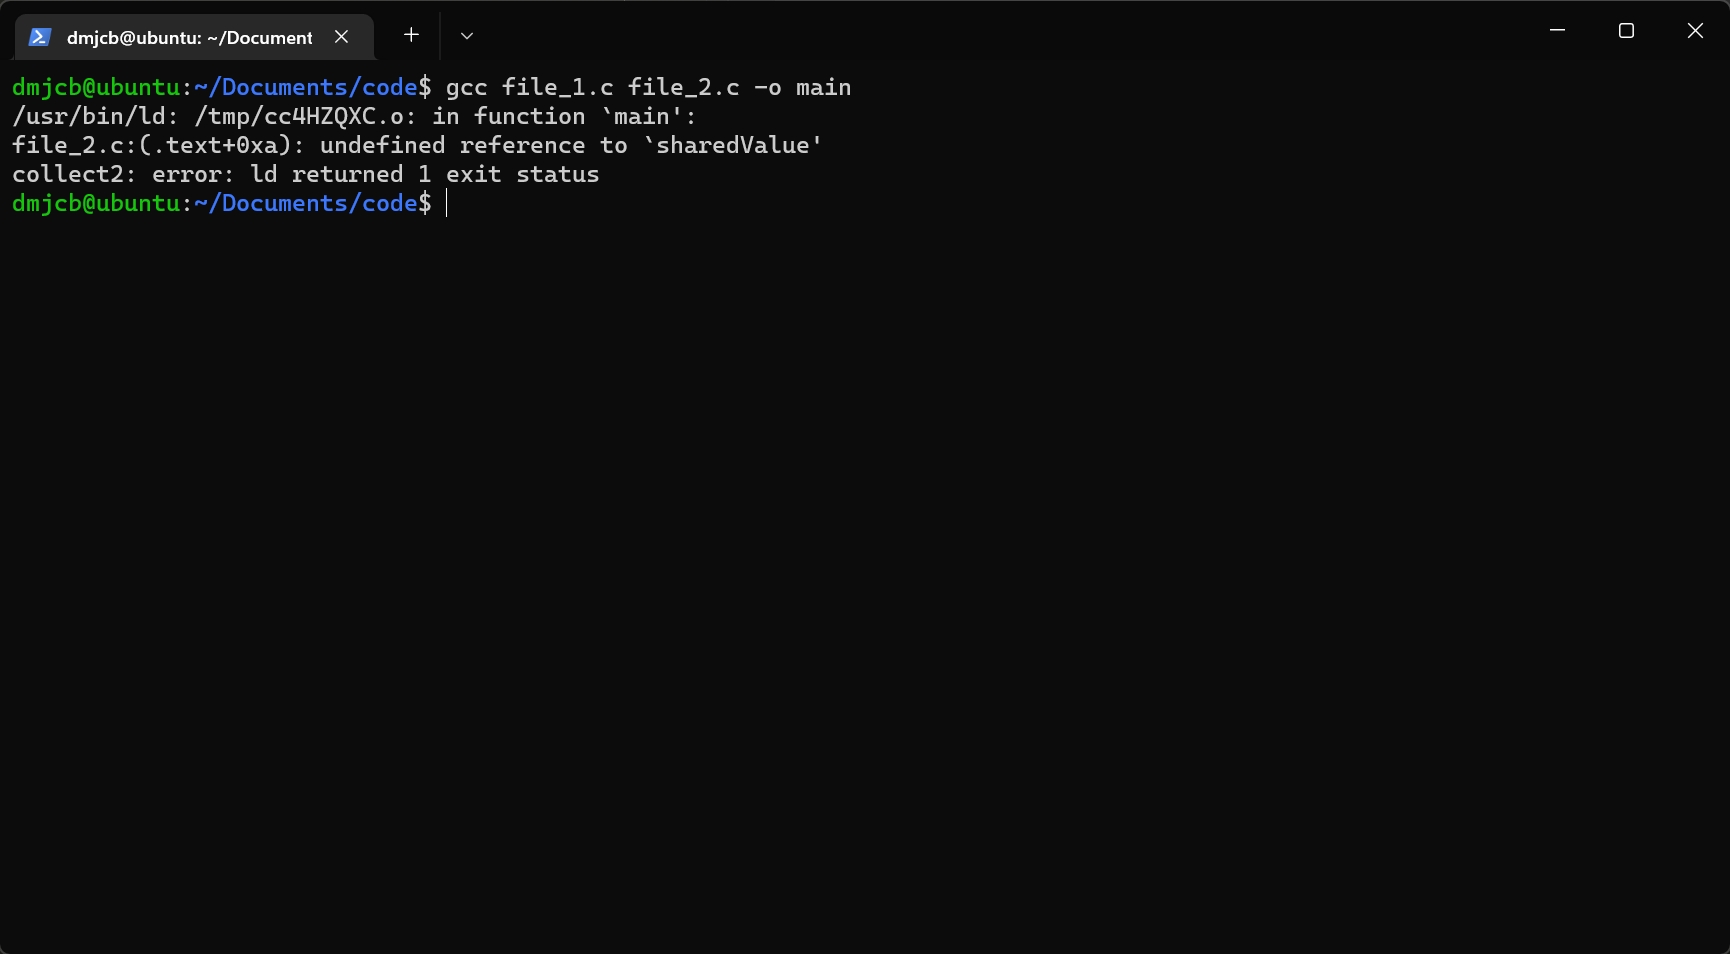 dmjcb@ubuntu: ~/Document
dmjcb@ubuntu:~/Documents/code$ gcc file_1.c file_2.c -o main
/usr/bin/ld: /tmp/cc4HZQXC.o: in function `main':
file_2.c:(.text+0xa): undefined reference to `sharedValue'
collect2: error: ld returned 1 exit status
dmjcb@ubuntu:~/Documents/code$